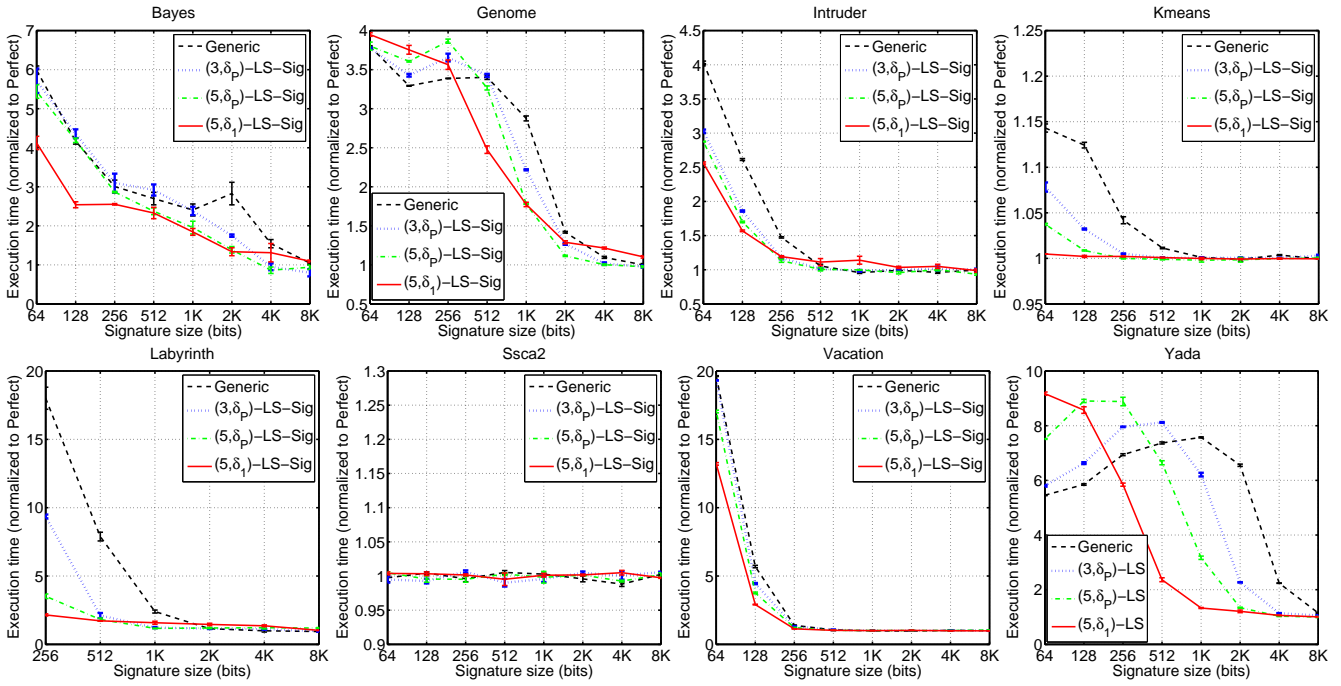 Bayes
Execution time (normalized to Perfect)
7
6
5
4
3
2
1
0
64 128 256 512 1K 2K 4K 8K
Signature size (bits)
Generic
(3,δP)−LS−Sig
(5,δP)−LS−Sig
(5,δ1)−LS−Sig
Genome
Execution time (normalized to Perfect)
4
3.5
3
2.5
2
1.5
1
0.5
64 128 256 512 1K 2K 4K 8K
Signature size (bits)
Generic
(3,δP)−LS−Sig
(5,δP)−LS−Sig
(5,δ1)−LS−Sig
Intruder
Execution time (normalized to Perfect)
4.5
4
3.5
3
2.5
2
1.5
1
0.5
64 128 256 512 1K 2K 4K 8K
Signature size (bits)
Generic
(3,δP)−LS−Sig
(5,δP)−LS−Sig
(5,δ1)−LS−Sig
Kmeans
Execution time (normalized to Perfect)
1.25
1.2
1.15
1.1
1.05
1
0.95
64 128 256 512 1K 2K 4K 8K
Signature size (bits)
Generic
(3,δP)−LS−Sig
(5,δP)−LS−Sig
(5,δ1)−LS−Sig
Labyrinth
Execution time (normalized to Perfect)
20
15
10
5
0
256 512 1K 2K 4K 8K
Signature size (bits)
Generic
(3,δP)−LS−Sig
(5,δP)−LS−Sig
(5,δ1)−LS−Sig
Ssca2
Execution time (normalized to Perfect)
1.3
1.25
1.2
1.15
1.1
1.05
1
0.95
0.9
64 128 256 512 1K 2K 4K 8K
Signature size (bits)
Generic
(3,δP)−LS−Sig
(5,δP)−LS−Sig
(5,δ1)−LS−Sig
Vacation
Execution time (normalized to Perfect)
20
15
10
5
0
64 128 256 512 1K 2K 4K 8K
Signature size (bits)
Generic
(3,δP)−LS−Sig
(5,δP)−LS−Sig
(5,δ1)−LS−Sig
Yada
Execution time (normalized to Perfect)
10
8
6
4
2
0
64 128 256 512 1K 2K 4K 8K
Signature size (bits)
Generic
(3,δP)−LS
(5,δP)−LS
(5,δ1)−LS